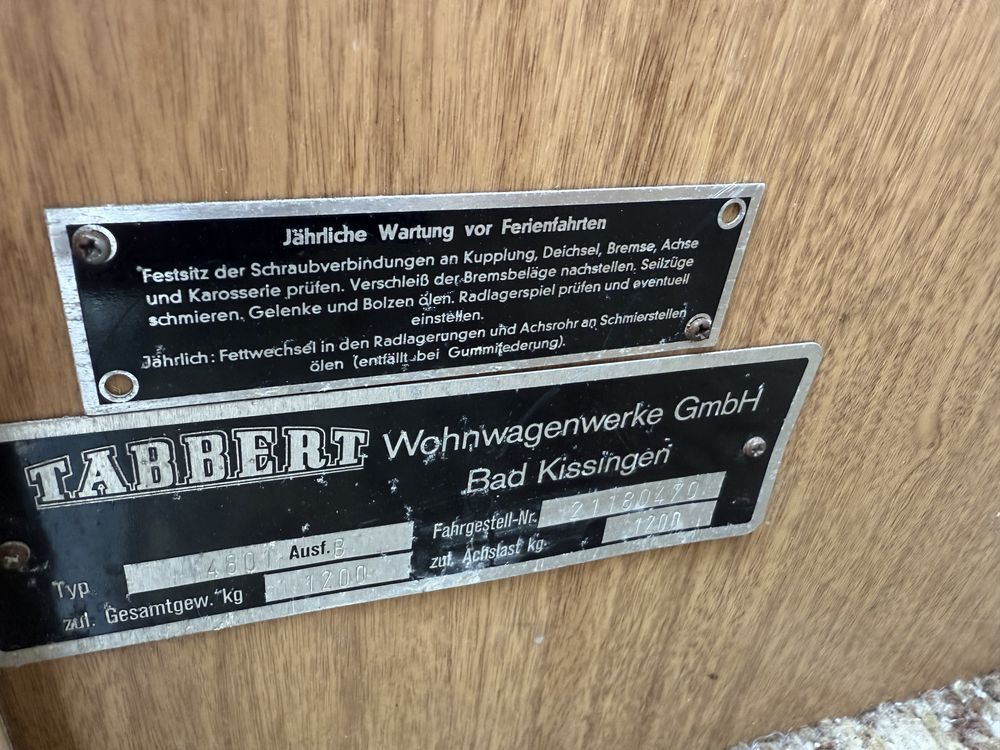 Jährliche Wartung vor Ferienfahrten
Festsitz der Schraubverbindungen an Kupplung, Deichsel, Bremse, Achse
und Karosserie prüfen. Verschleiß der Bremsbeläge nachstellen. Seilzüge
schmieren. Gelenke und Bolzen ölen. Radlagerspiel prüfen und eventuell
einstellen.
Jährlich: Fettwechsel in den Radlagerungen und Achsrohr an Schmierstellen
ölen (entfällt bei Gummifederung).
TABBERT Wohnwagenwerke GmbH
Bad Kissingen
Typ 4801 Ausf. B
zul. Gesamtgew. kg 1200
Fahrgestell-Nr. 21180470
zul. Achslast kg 1200